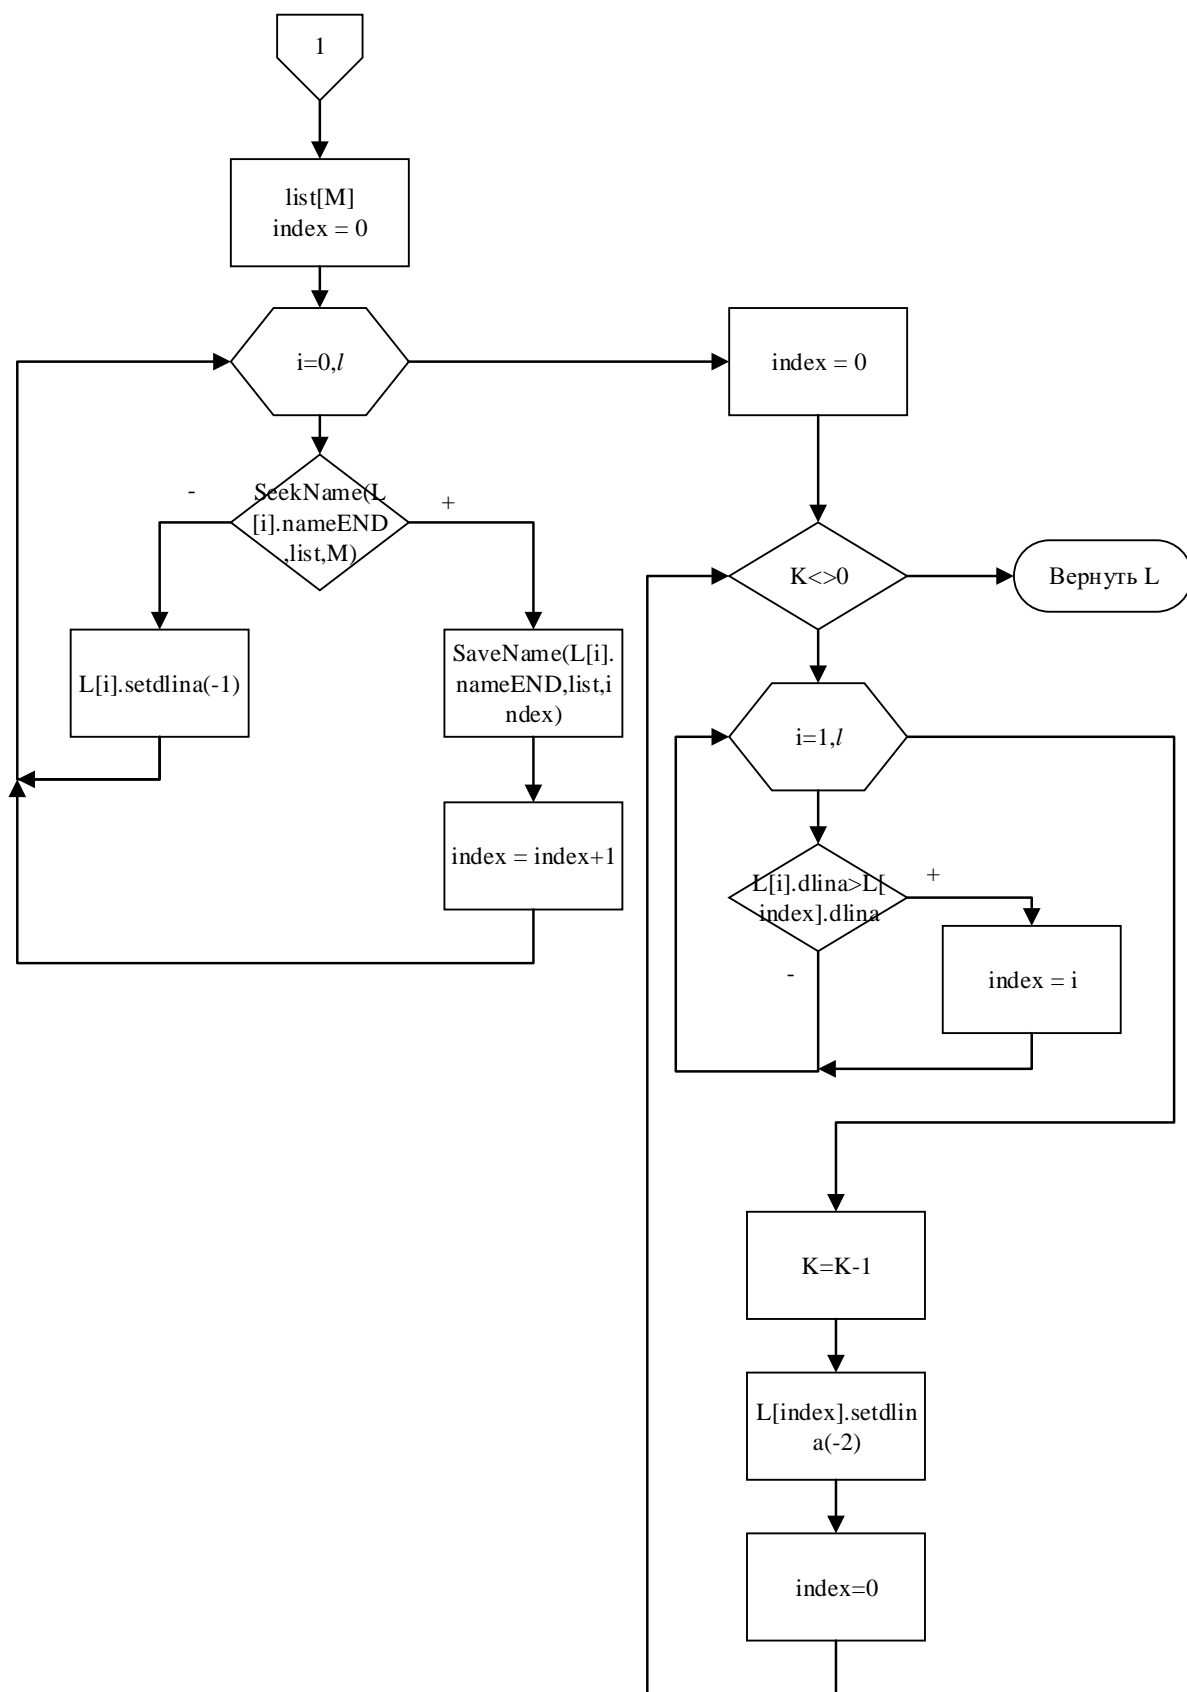 1
list[M]
index = 0
i=0,l
index = 0
-
+
SeekName(L
[i].nameEND
,list,M)
K<>0
Вернуть L
L[i].setdlina(-1)
SaveName(L[i].
nameEND,list,i
ndex)
i=1,l
index = index+1
L[i].dlina>L[
index].dlina
+
-
index = i
K=K-1
L[index].setdlin
a(-2)
index=0